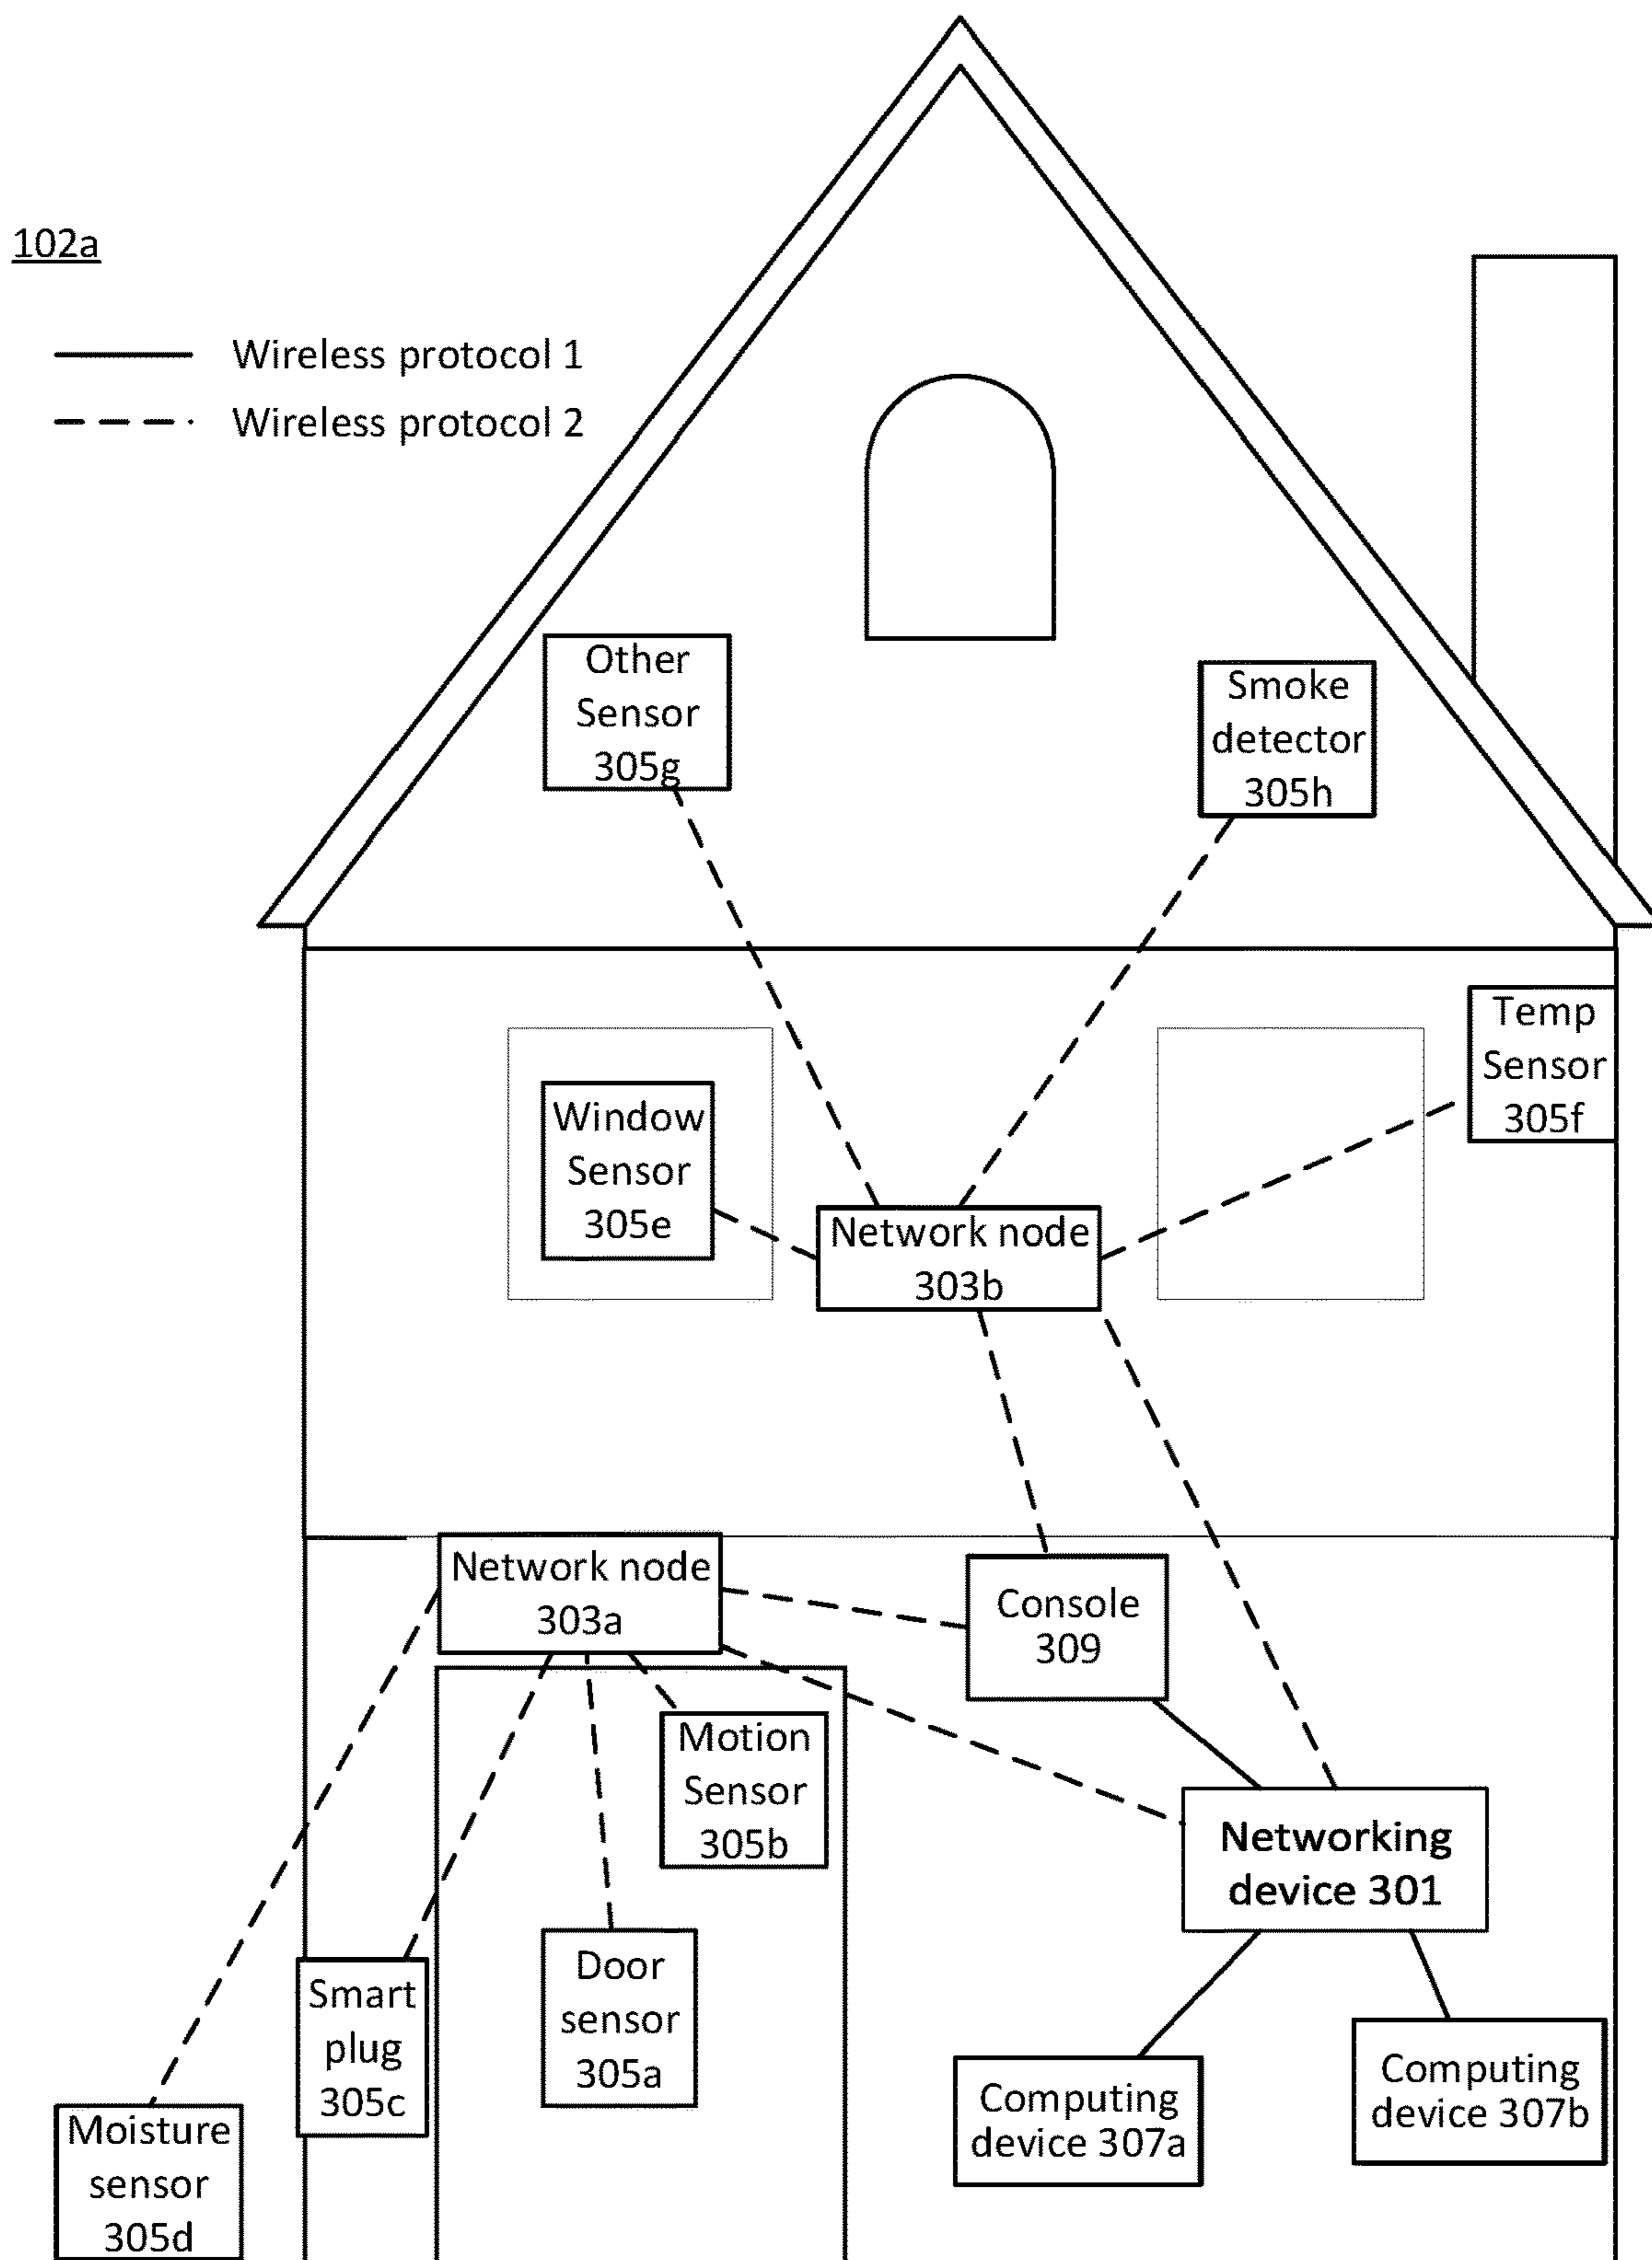 102a
Wireless protocol 1
Wireless protocol 2
Other
Sensor
305g
Smoke
detector
305h
Temp
Sensor
305f
Window
Sensor
305e
Network node
303b
Network node
303a
Console
309
Motion
Sensor
305b
Networking
device 301
Door
sensor
305a
Smart
plug
305c
Computing
device 307a
Computing
device 307b
Moisture
sensor
305d